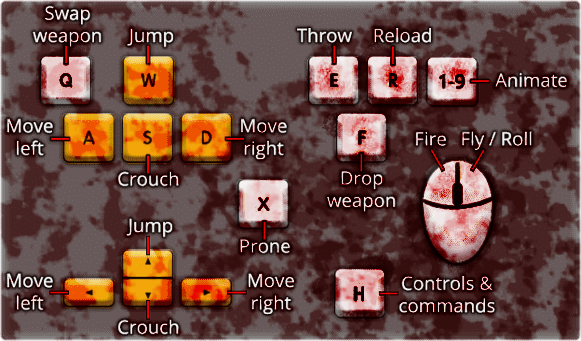 Swap
weapon
Jump
Throw
Reload
Q
W
E
R
1-9
Animate
Move
left
A
S
D
Move
right
F
Fire
Fly / Roll
Crouch
Drop
weapon
X
Prone
Jump
Move
left
▲
◄
►
▼
Move
right
Crouch
H
Controls &
commands